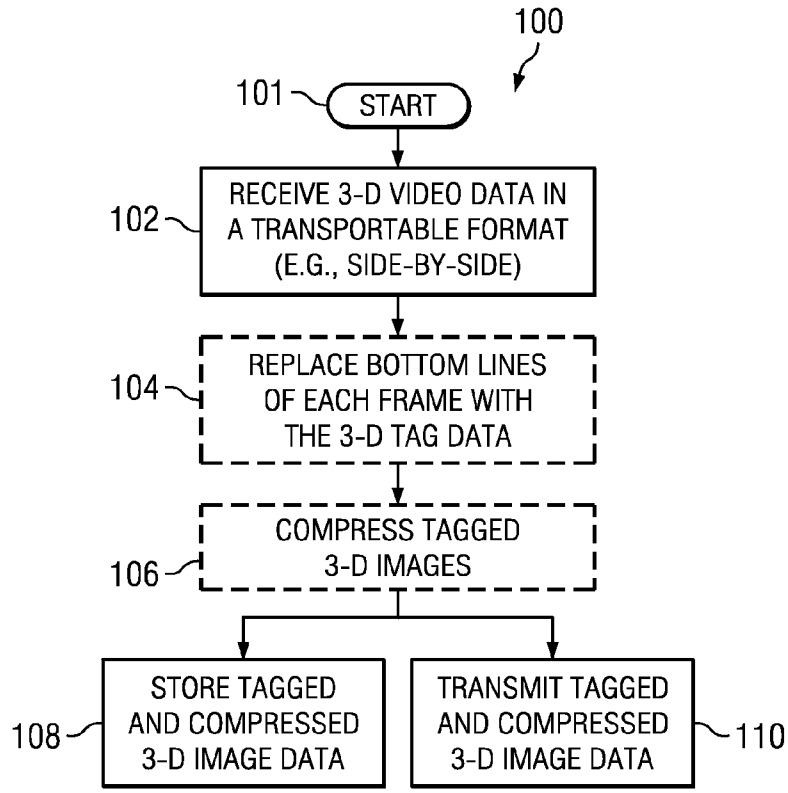 100
101
START
102
RECEIVE 3-D VIDEO DATA IN
A TRANSPORTABLE FORMAT
(E.G., SIDE-BY-SIDE)
104
REPLACE BOTTOM LINES
OF EACH FRAME WITH
THE 3-D TAG DATA
106
COMPRESS TAGGED
3-D IMAGES
108
STORE TAGGED
AND COMPRESSED
3-D IMAGE DATA
TRANSMIT TAGGED
AND COMPRESSED
3-D IMAGE DATA
110